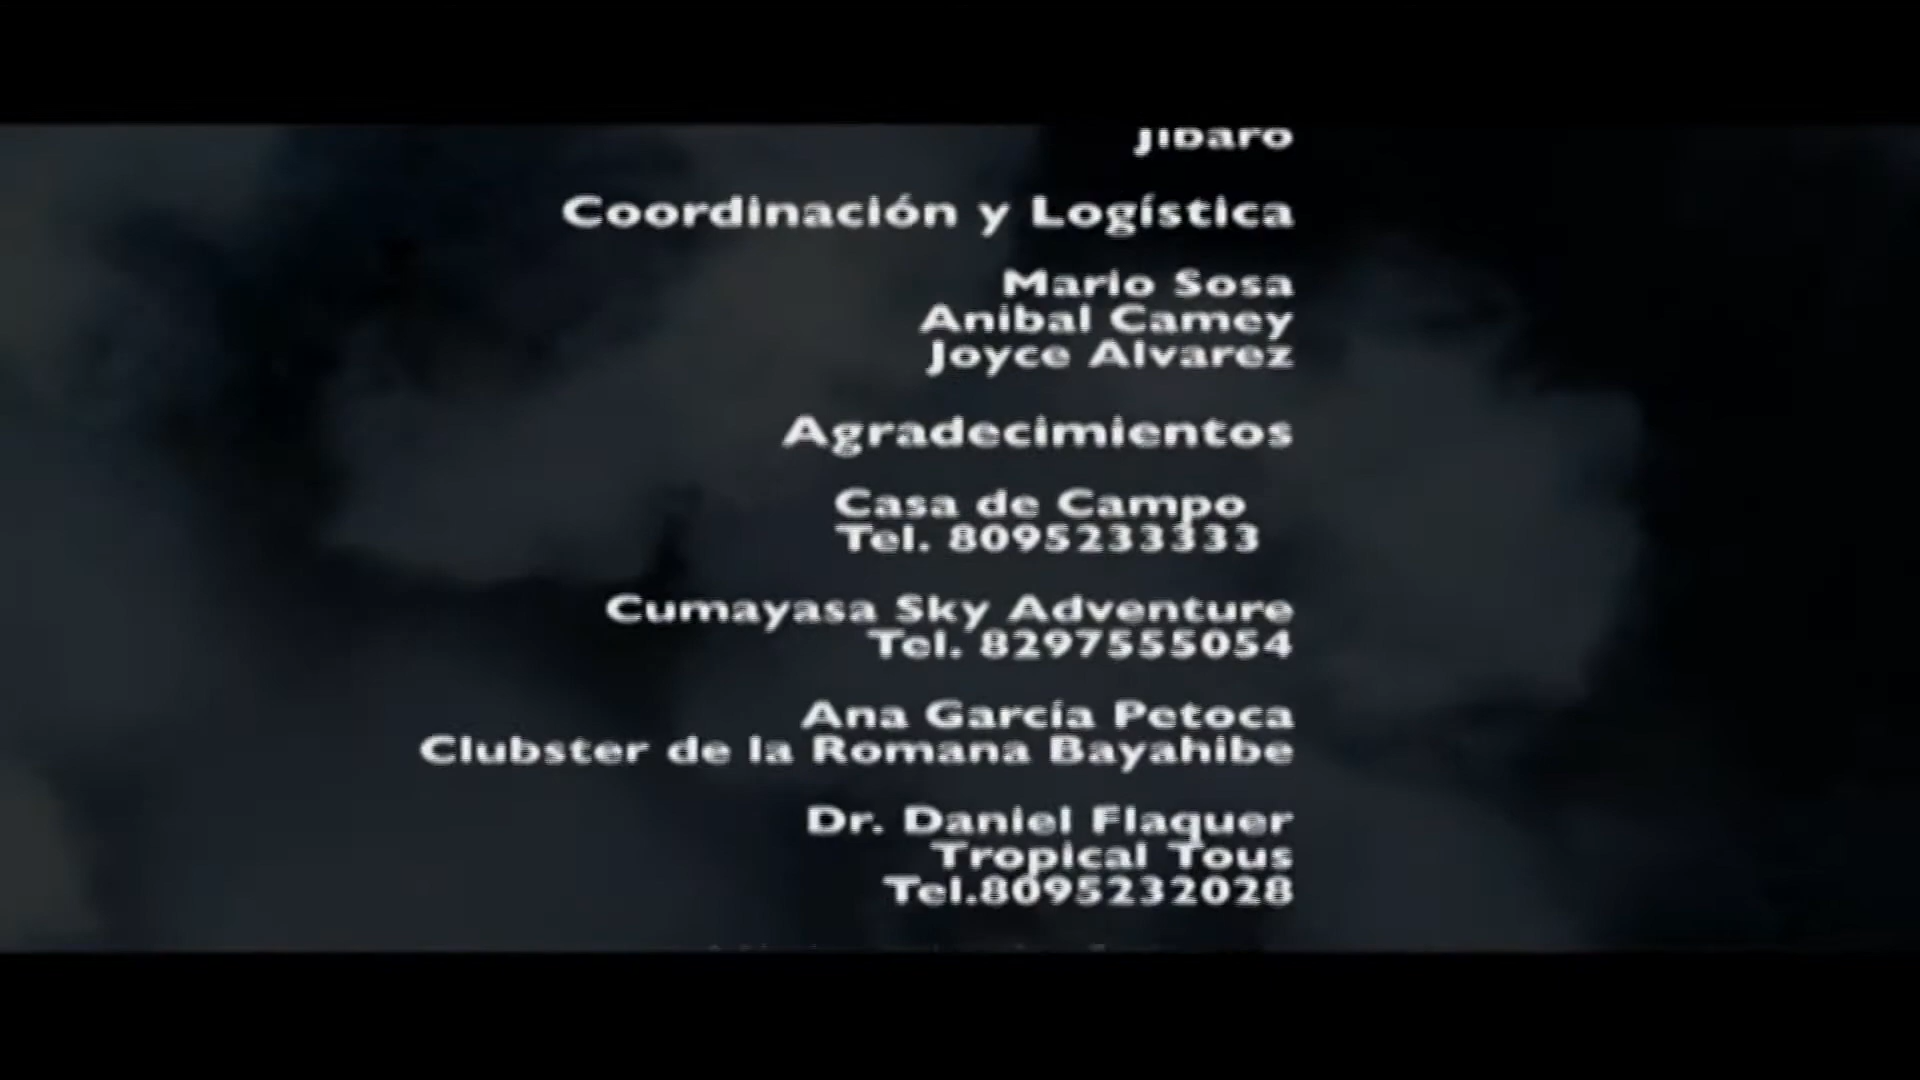 Jíbaro
Coordinación y Logística
Mario Sosa
Anibal Camey
Joyce Alvarez
Agradecimientos
Casa de Campo
Tel. 8095233333
Cumayasa Sky Adventure
Tel. 8297555054
Ana García Petoca
Clubster de la Romana Bayahibe
Dr. Daniel Flaquer
Tropical Tous
Tel.8095232028